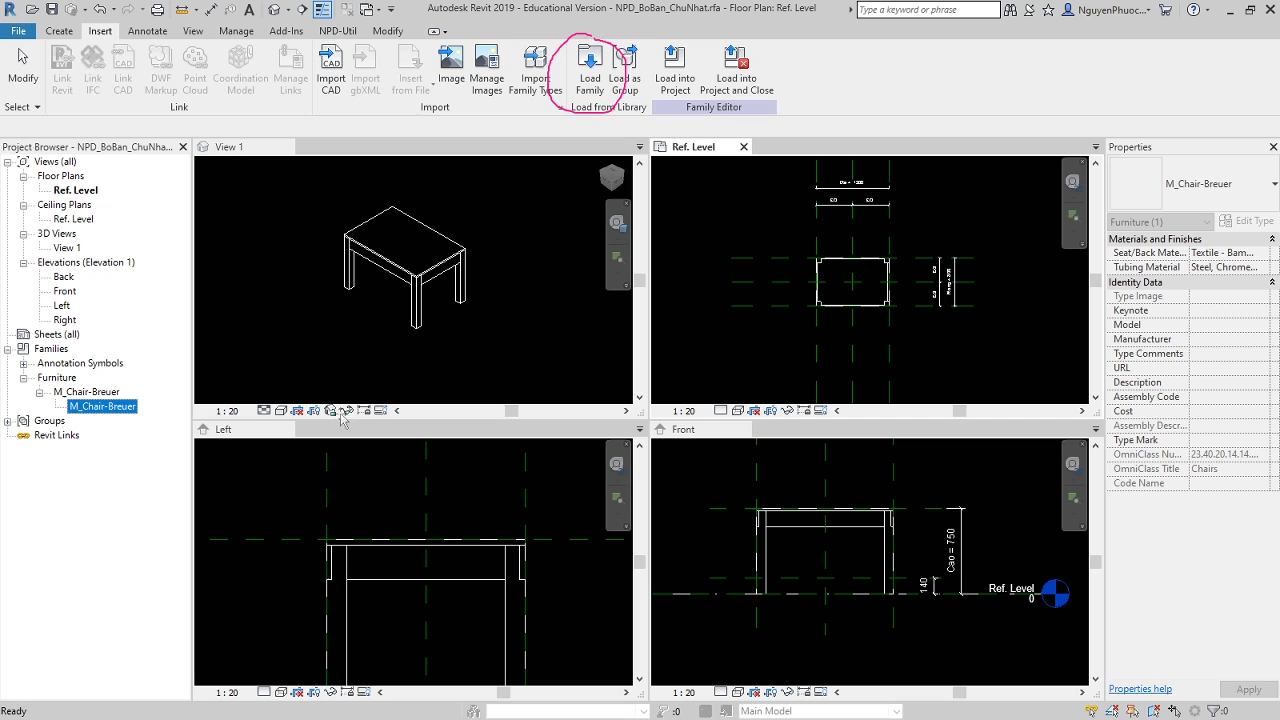 Autodesk Revit 2019 - Educational Version - NPD_BoBan_ChuNhat.rfa - Floor Plan: Ref. Level
Type a keyword or phrase
NguyenPhuoc...
File Create Insert Annotate View Manage Add-Ins NPD-Util Modify
Modify
Link Revit
Link IFC
Link CAD
DWF Markup
Point Cloud
Coordination Model
Manage Links
Import CAD
Import gbXML
Insert from File
Image
Manage Images
Import Family Types
Load Family
Load as Group
Load into Project
Load into Project and Close
Select Link Import Load from Library Family Editor
Project Browser - NPD_BoBan_ChuNha...
Views (all)
Floor Plans
Ref. Level
Ceiling Plans
Ref. Level
3D Views
View 1
Elevations (Elevation 1)
Back
Front
Left
Right
Sheets (all)
Families
Annotation Symbols
Furniture
M_Chair-Breuer
M_Chair-Breuer
Groups
Revit Links
View 1
1 : 20
Ref. Level
1 : 20
Left
1 : 20
Front
Cao = 750
140
Ref. Level
0
1 : 20
Properties
M_Chair-Breuer
Furniture (1) Edit Type
Materials and Finishes
Seat/Back Mate... Textile - Bam...
Tubing Material Steel, Chrome...
Identity Data
Type Image
Keynote
Model
Manufacturer
Type Comments
URL
Description
Assembly Code
Cost
Assembly Descr...
Type Mark
OmniClass Nu... 23.40.20.14.14....
OmniClass Title Chairs
Code Name
Properties help Apply
Ready
:0 Main Model :0